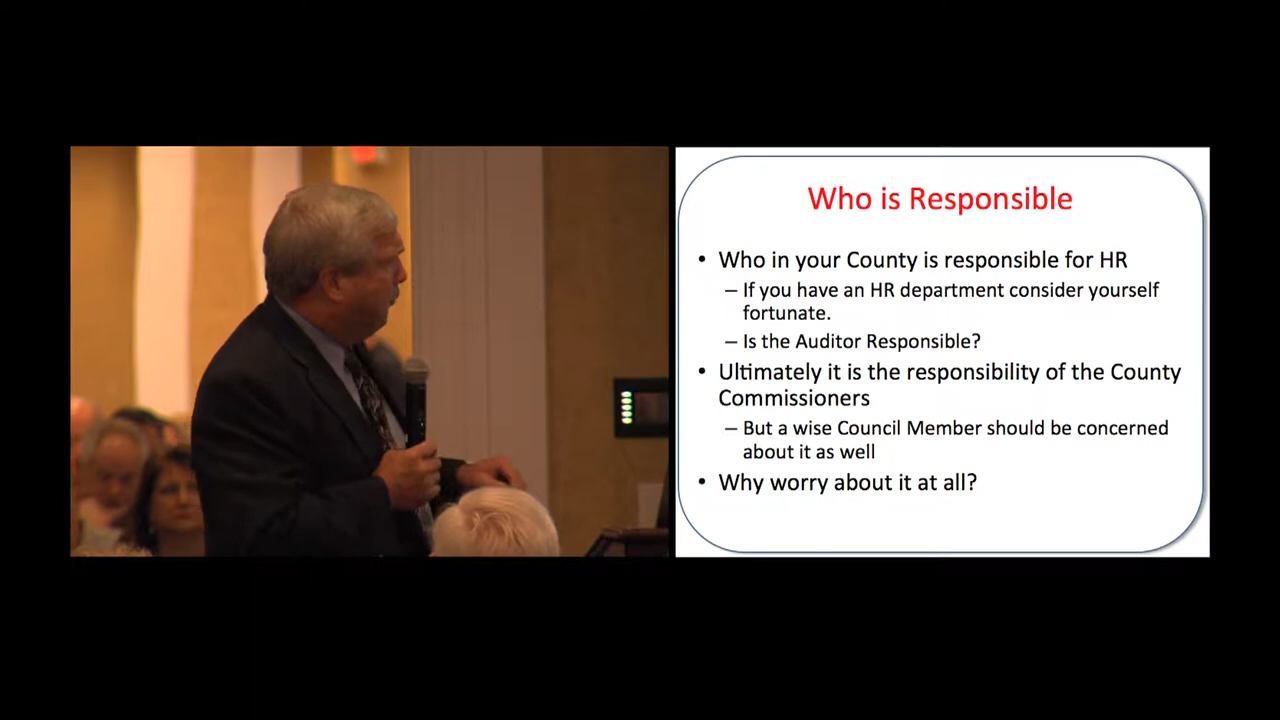 Who is Responsible
• Who in your County is responsible for HR
– If you have an HR department consider yourself
fortunate.
– Is the Auditor Responsible?
• Ultimately it is the responsibility of the County
Commissioners
– But a wise Council Member should be concerned
about it as well
• Why worry about it at all?